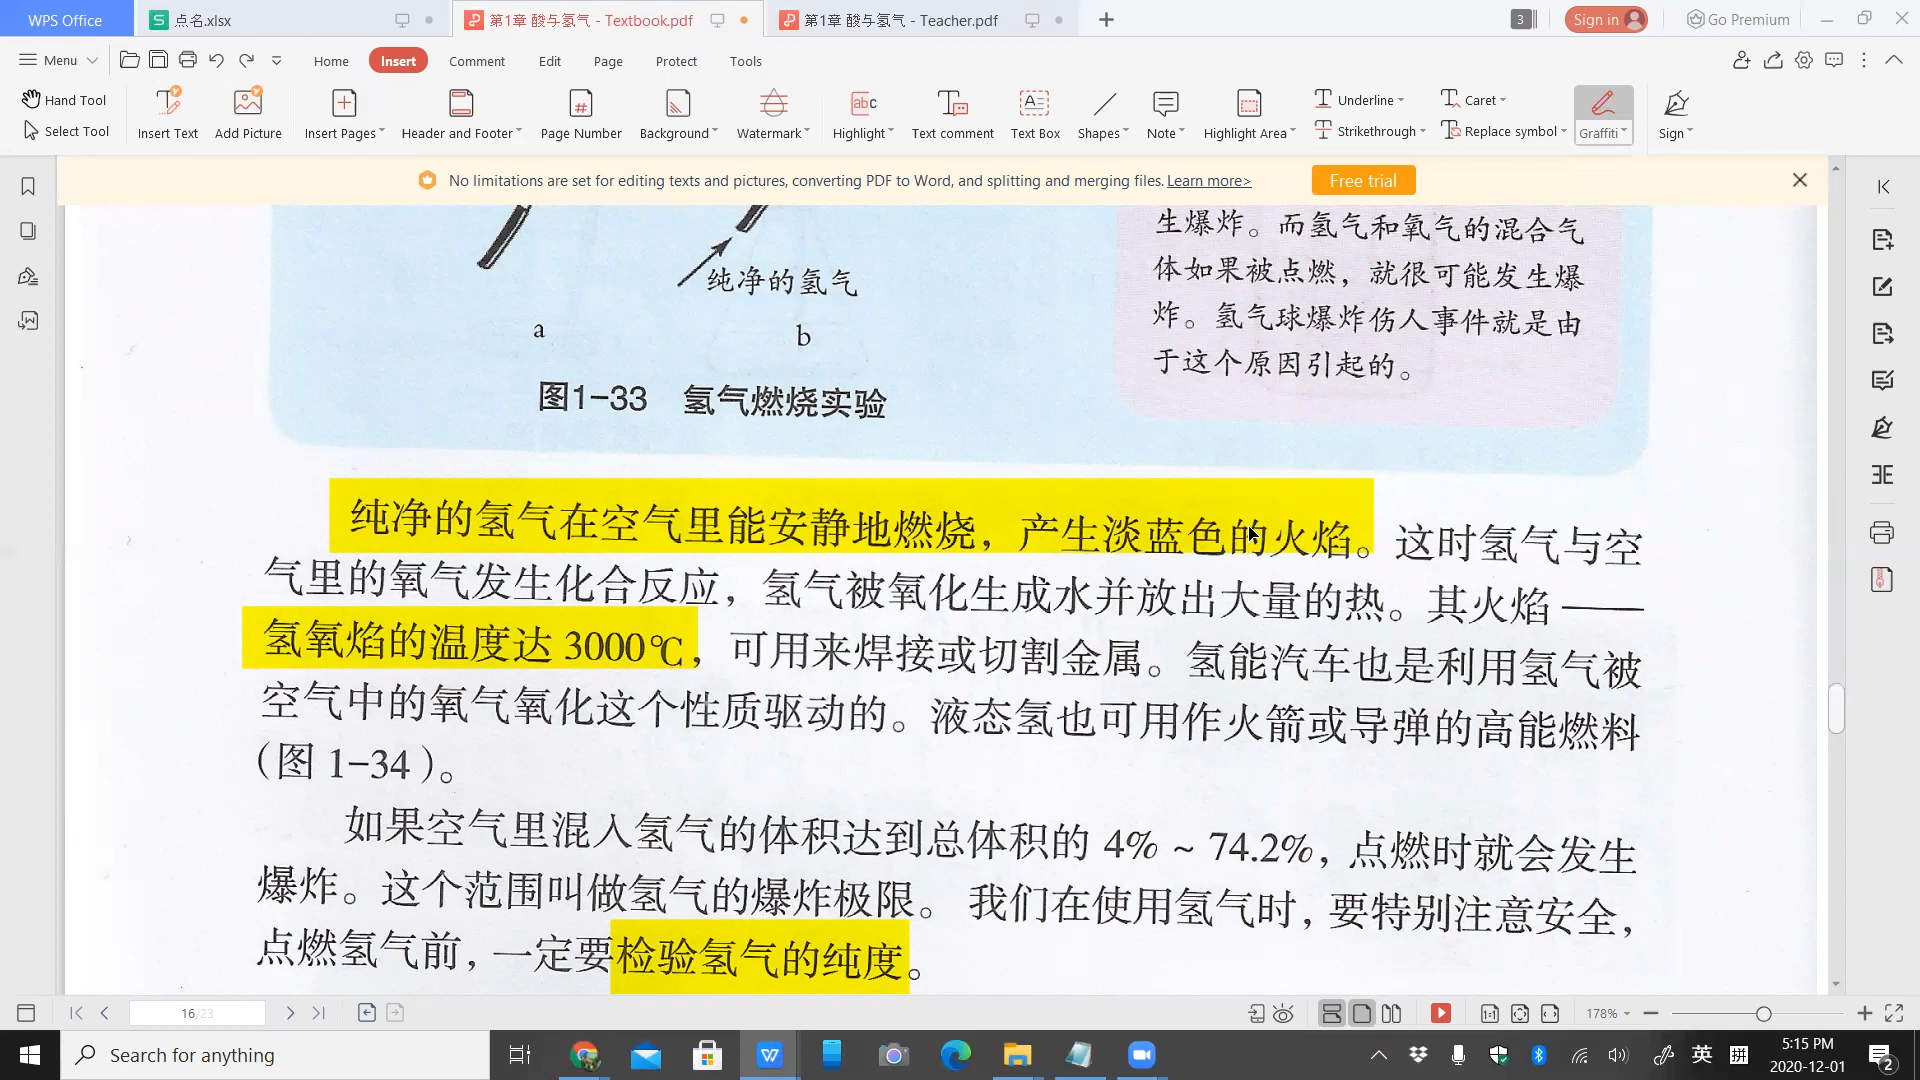 WPS Office
点名.xlsx
第1章 酸与氢气 - Textbook.pdf
第1章 酸与氢气 - Teacher.pdf
3
Sign in
Go Premium
Menu
Home
Insert
Comment
Edit
Page
Protect
Tools
Hand Tool
Select Tool
Insert Text
Add Picture
Insert Pages
Header and Footer
Page Number
Background
Watermark
Highlight
Text comment
Text Box
Shapes
Note
Highlight Area
Underline
Strikethrough
Caret
Replace symbol
Graffiti
Sign
No limitations are set for editing texts and pictures, converting PDF to Word, and splitting and merging files. Learn more>
Free trial
生爆炸。而氢气和氧气的混合气
体如果被点燃，就很可能发生爆
炸。氢气球爆炸伤人事件就是由
于这个原因引起的。
纯净的氢气
a
b
图1-33 氢气燃烧实验
纯净的氢气在空气里能安静地燃烧，产生淡蓝色的火焰。这时氢气与空
气里的氧气发生化合反应，氢气被氧化生成水并放出大量的热。其火焰——
氢氧焰的温度达 3000℃，可用来焊接或切割金属。氢能汽车也是利用氢气被
空气中的氧气氧化这个性质驱动的。液态氢也可用作火箭或导弹的高能燃料
（图 1-34）。
如果空气里混入氢气的体积达到总体积的 4% ~ 74.2%，点燃时就会发生
爆炸。这个范围叫做氢气的爆炸极限。 我们在使用氢气时，要特别注意安全，
点燃氢气前，一定要检验氢气的纯度。
16/23
178%
Search for anything
英
拼
5:15 PM
2020-12-01
2